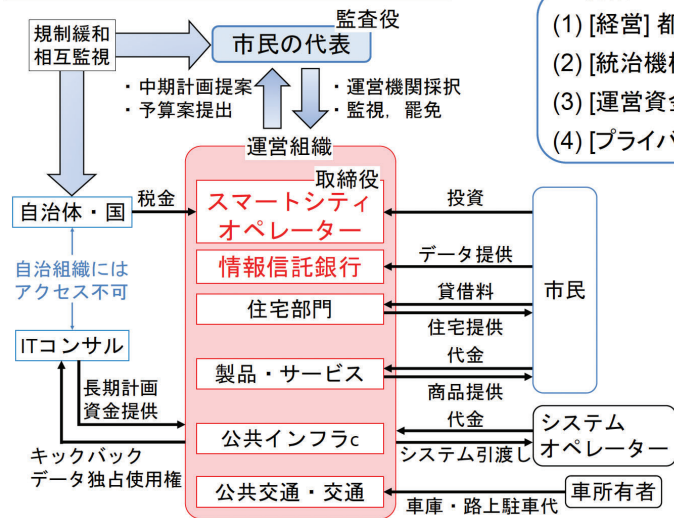 規制緩和
相互監視
監査役
市民の代表
・中期計画提案
・予算案提出
・運営機関採択
・監視，罷免
(1) [経営] 都
(2) [統治機
(3) [運営資金
(4) [プライバ
運営組織
取締役
スマートシティ
オペレーター
情報信託銀行
住宅部門
製品・サービス
公共インフラc
公共交通・交通
自治体・国
税金
自治組織には
アクセス不可
ITコンサル
長期計画
資金提供
キックバック
データ独占使用権
投資
データ提供
貸借料
住宅提供
代金
商品提供
市民
代金
システム引渡し
システム
オペレーター
車庫・路上駐車代
車所有者